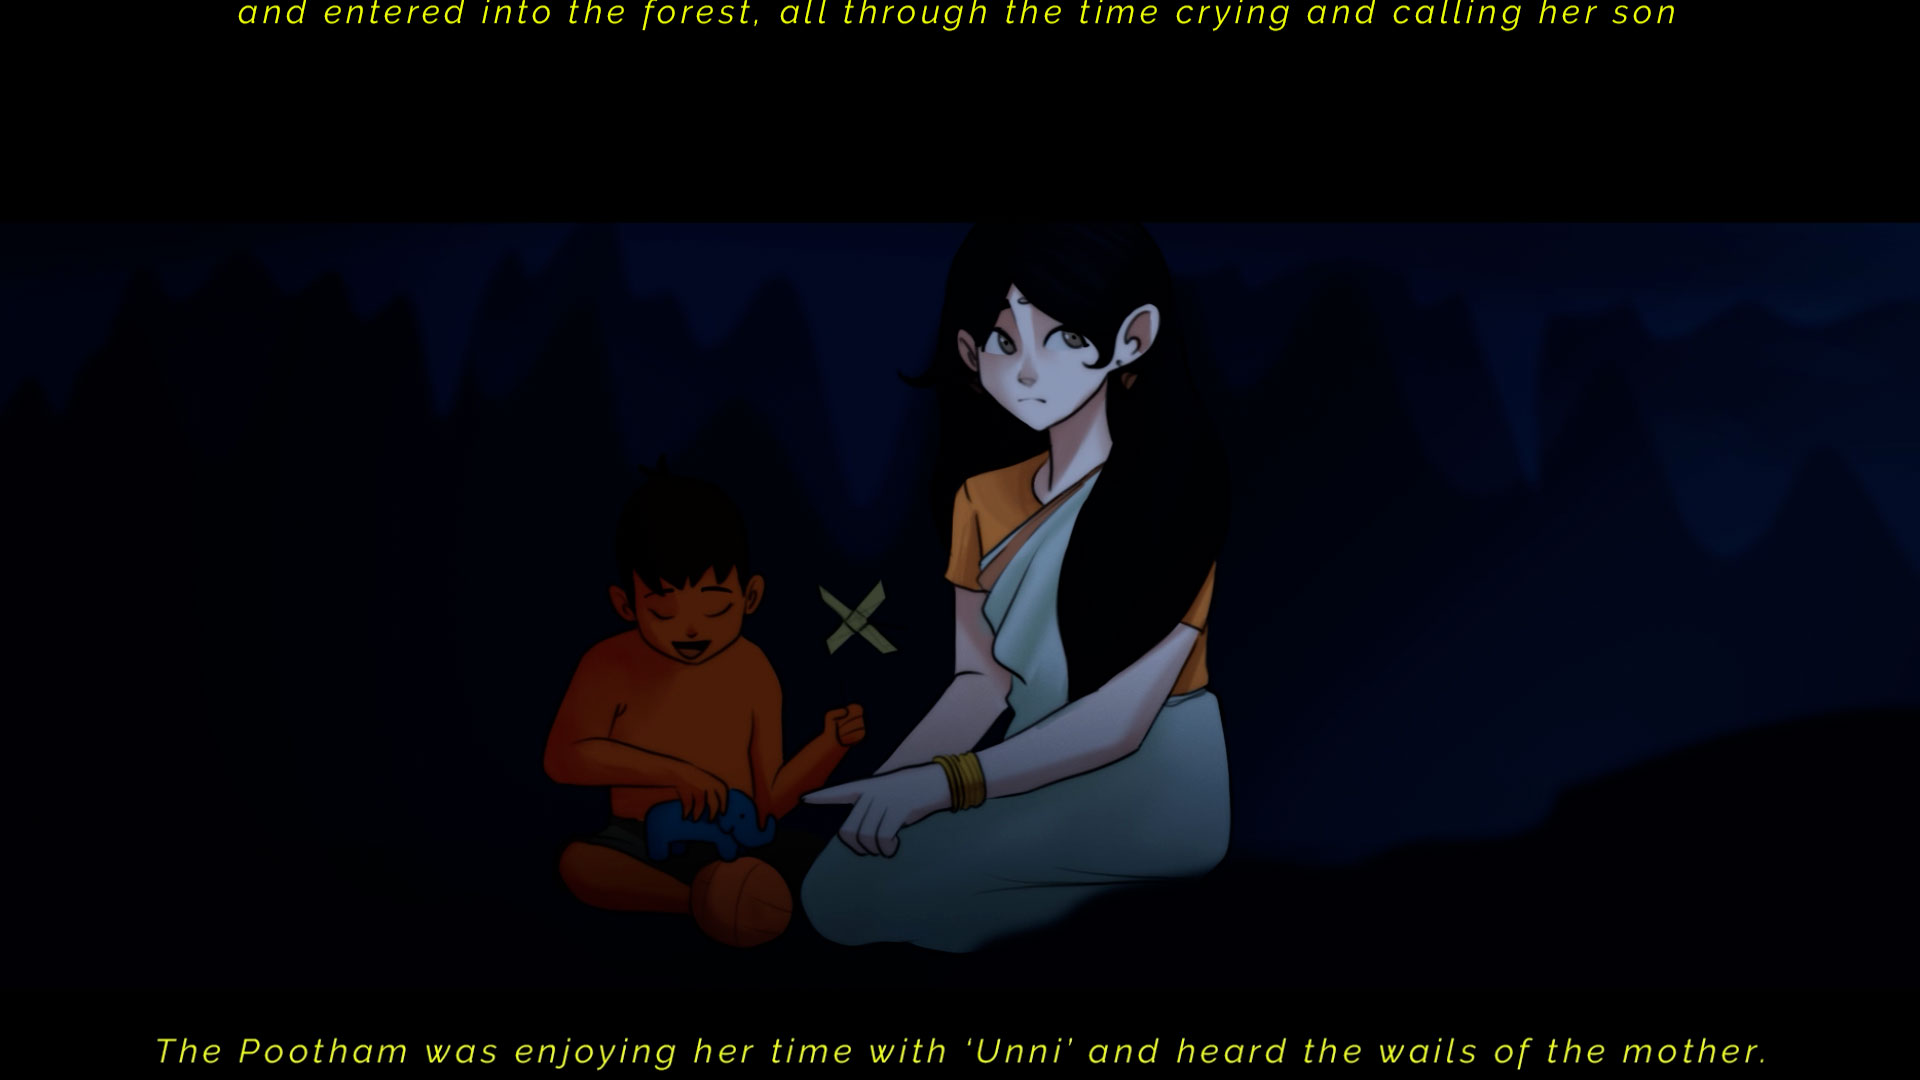 and entered into the forest, all through the time crying and calling her son
The Pootham was enjoying her time with ‘Unni’ and heard the wails of the mother.